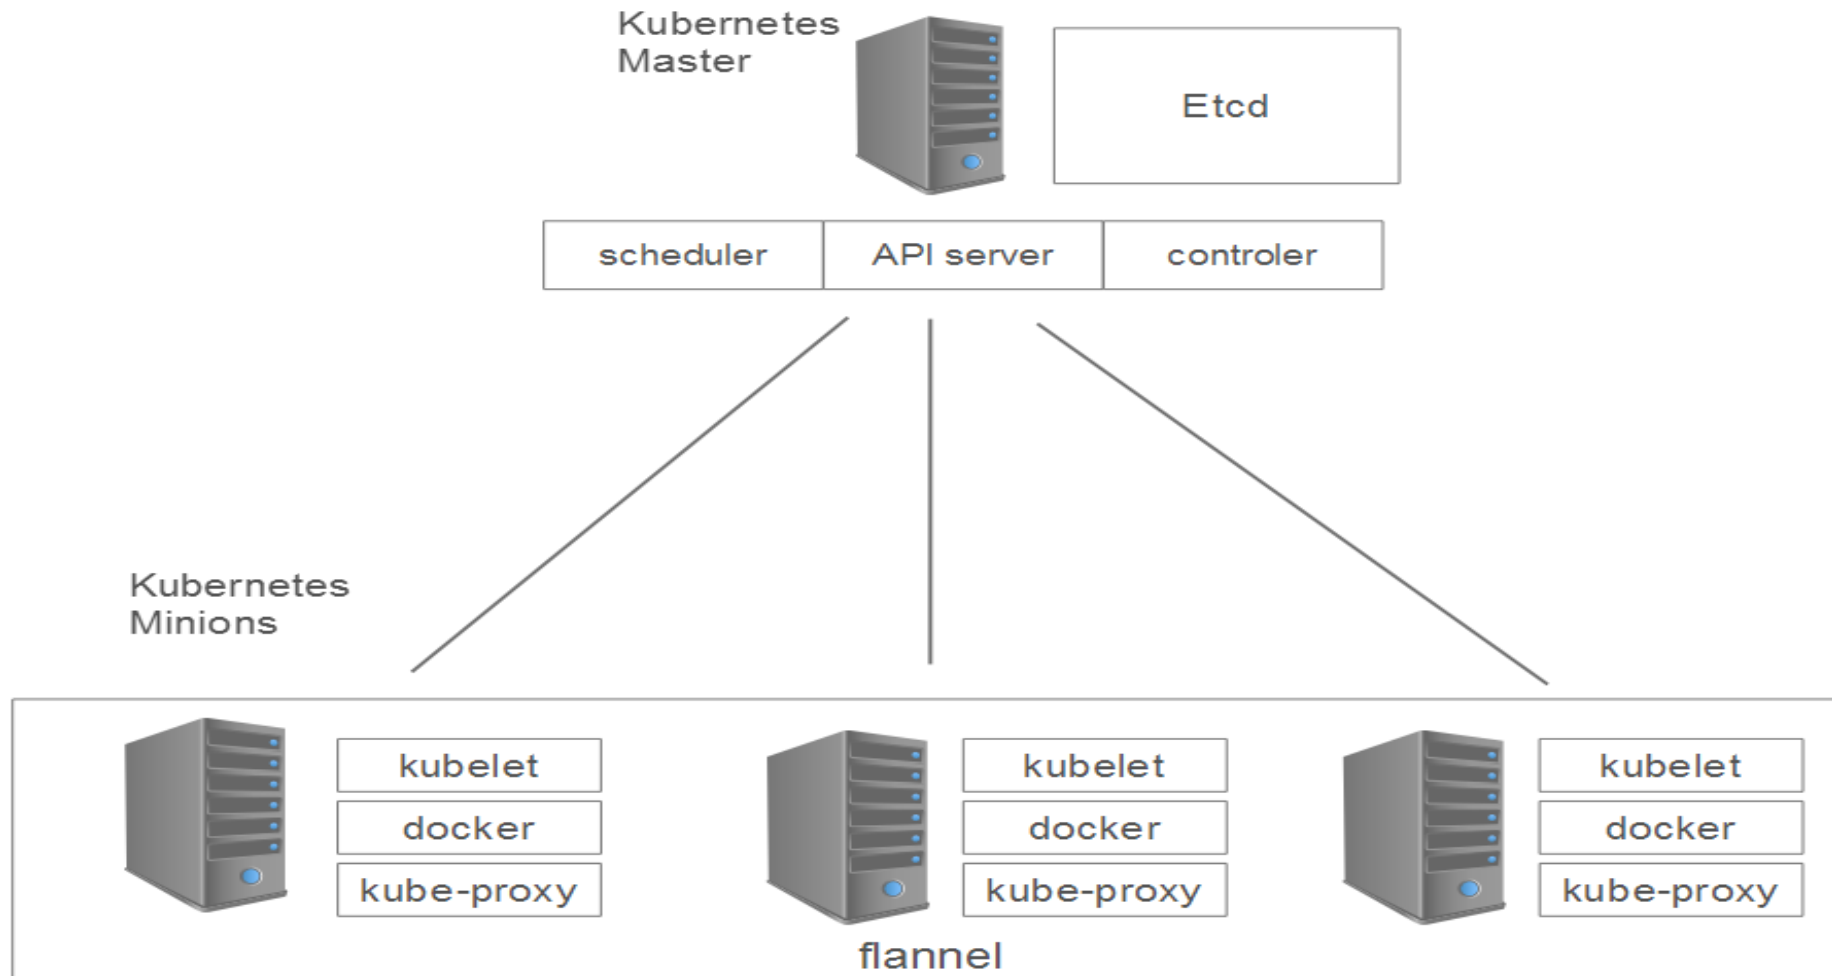 Kubernetes
Master
Etcd
scheduler
API server
controler
Kubernetes
Minions
kubelet
docker
kube-proxy
kubelet
docker
kube-proxy
kubelet
docker
kube-proxy
flannel